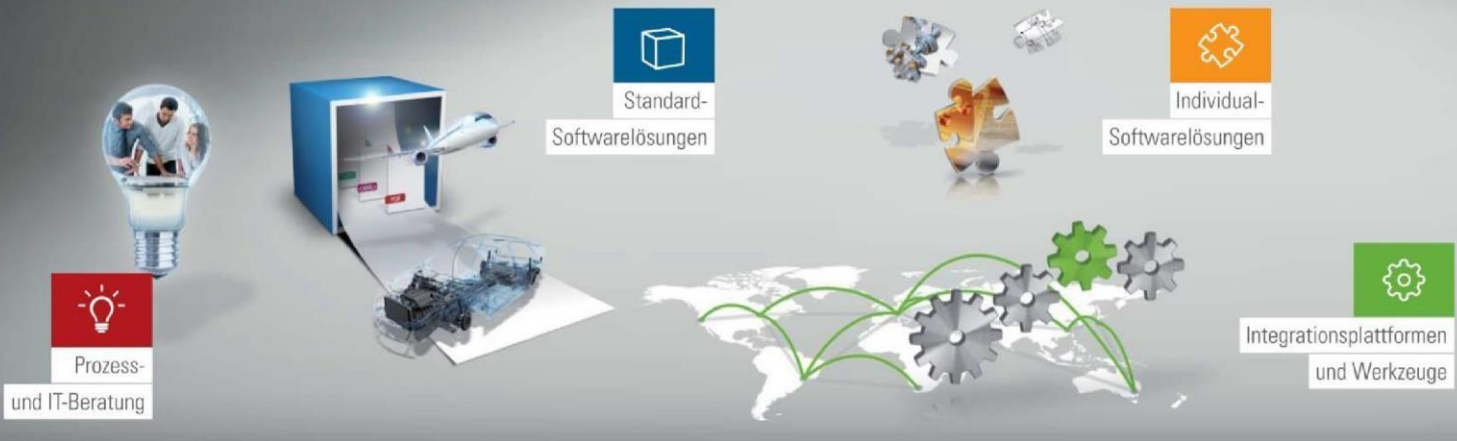 Prozess-
und IT-Beratung
Standard-
Softwarelösungen
Individual-
Softwarelösungen
Integrationsplattformen
und Werkzeuge